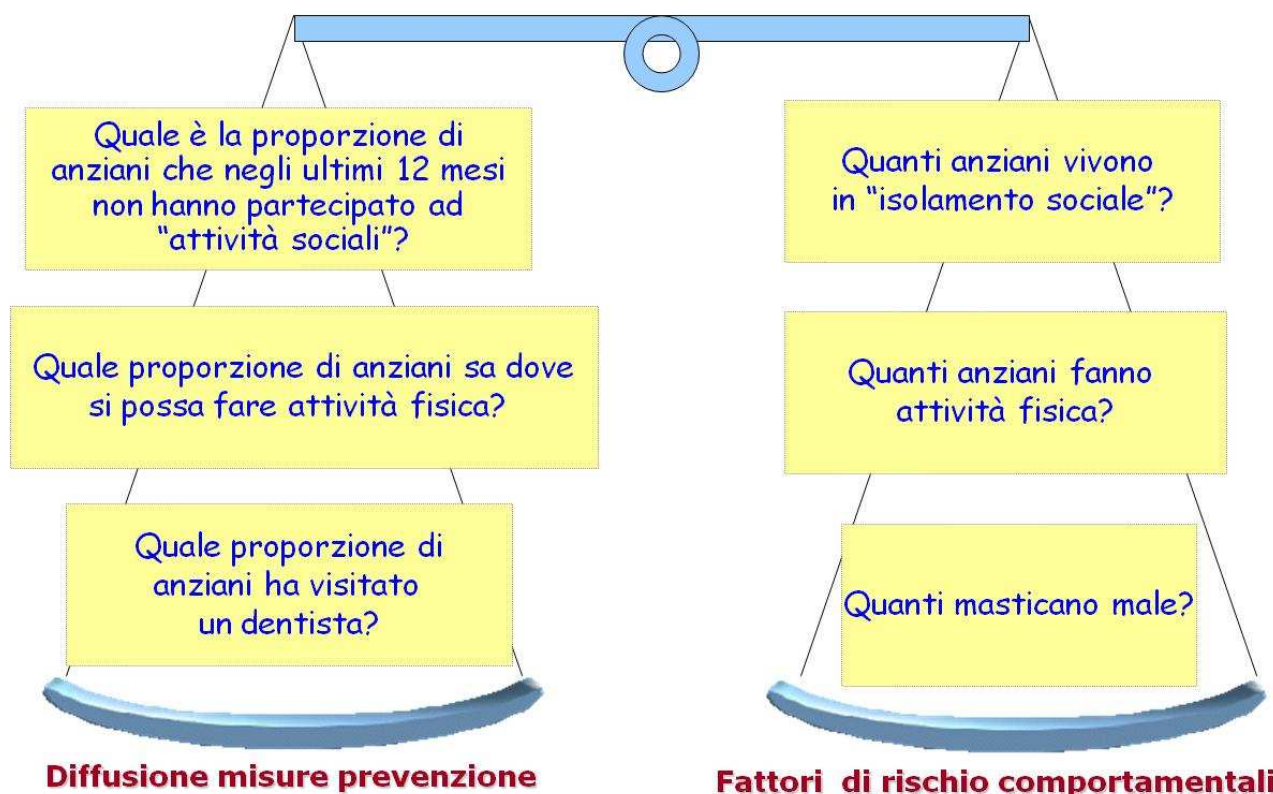 Quale è la proporzione di
anziani che negli ultimi 12 mesi
non hanno partecipato ad
“attività sociali”?
Quale proporzione di anziani sa dove
si possa fare attività fisica?
Quale proporzione di
anziani ha visitato
un dentista?
Diffusione misure prevenzione
Quanti anziani vivono
in “isolamento sociale”?
Quanti anziani fanno
attività fisica?
Quanti masticano male?
Fattori di rischio comportamentali